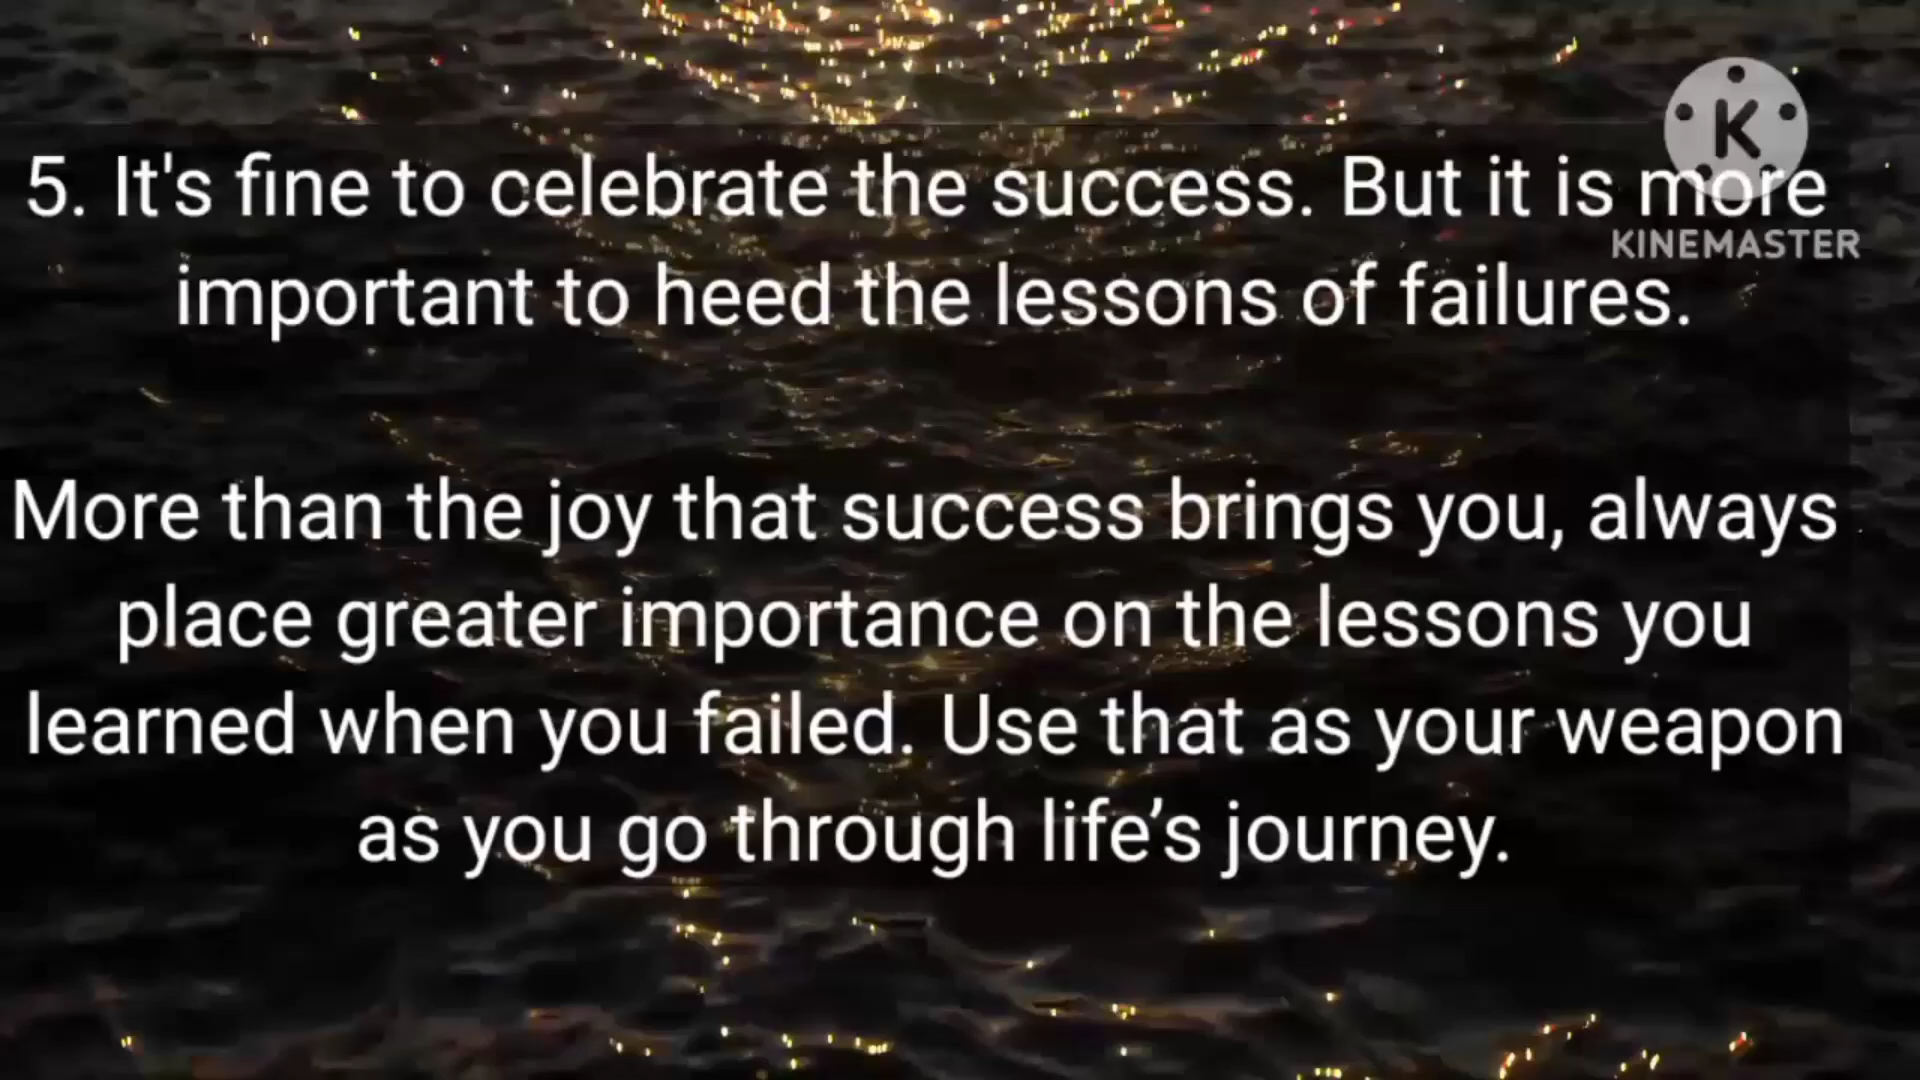 K
KINEMASTER
5. It's fine to celebrate the success. But it is more
important to heed the lessons of failures.
More than the joy that success brings you, always
place greater importance on the lessons you
learned when you failed. Use that as your weapon
as you go through life’s journey.